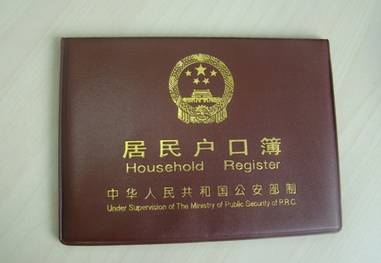 居民户口簿
Household Register
中华人民共和国公安部制
Under Supervision of The Ministry of Public Security of P.R.C.